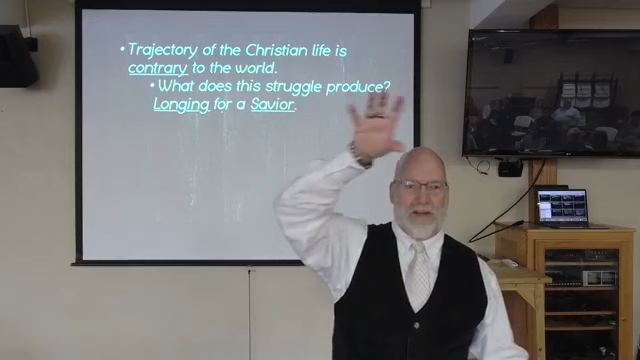 • Trajectory of the Christian life is
contrary to the world.
• What does this struggle produce?
Longing for a Savior.